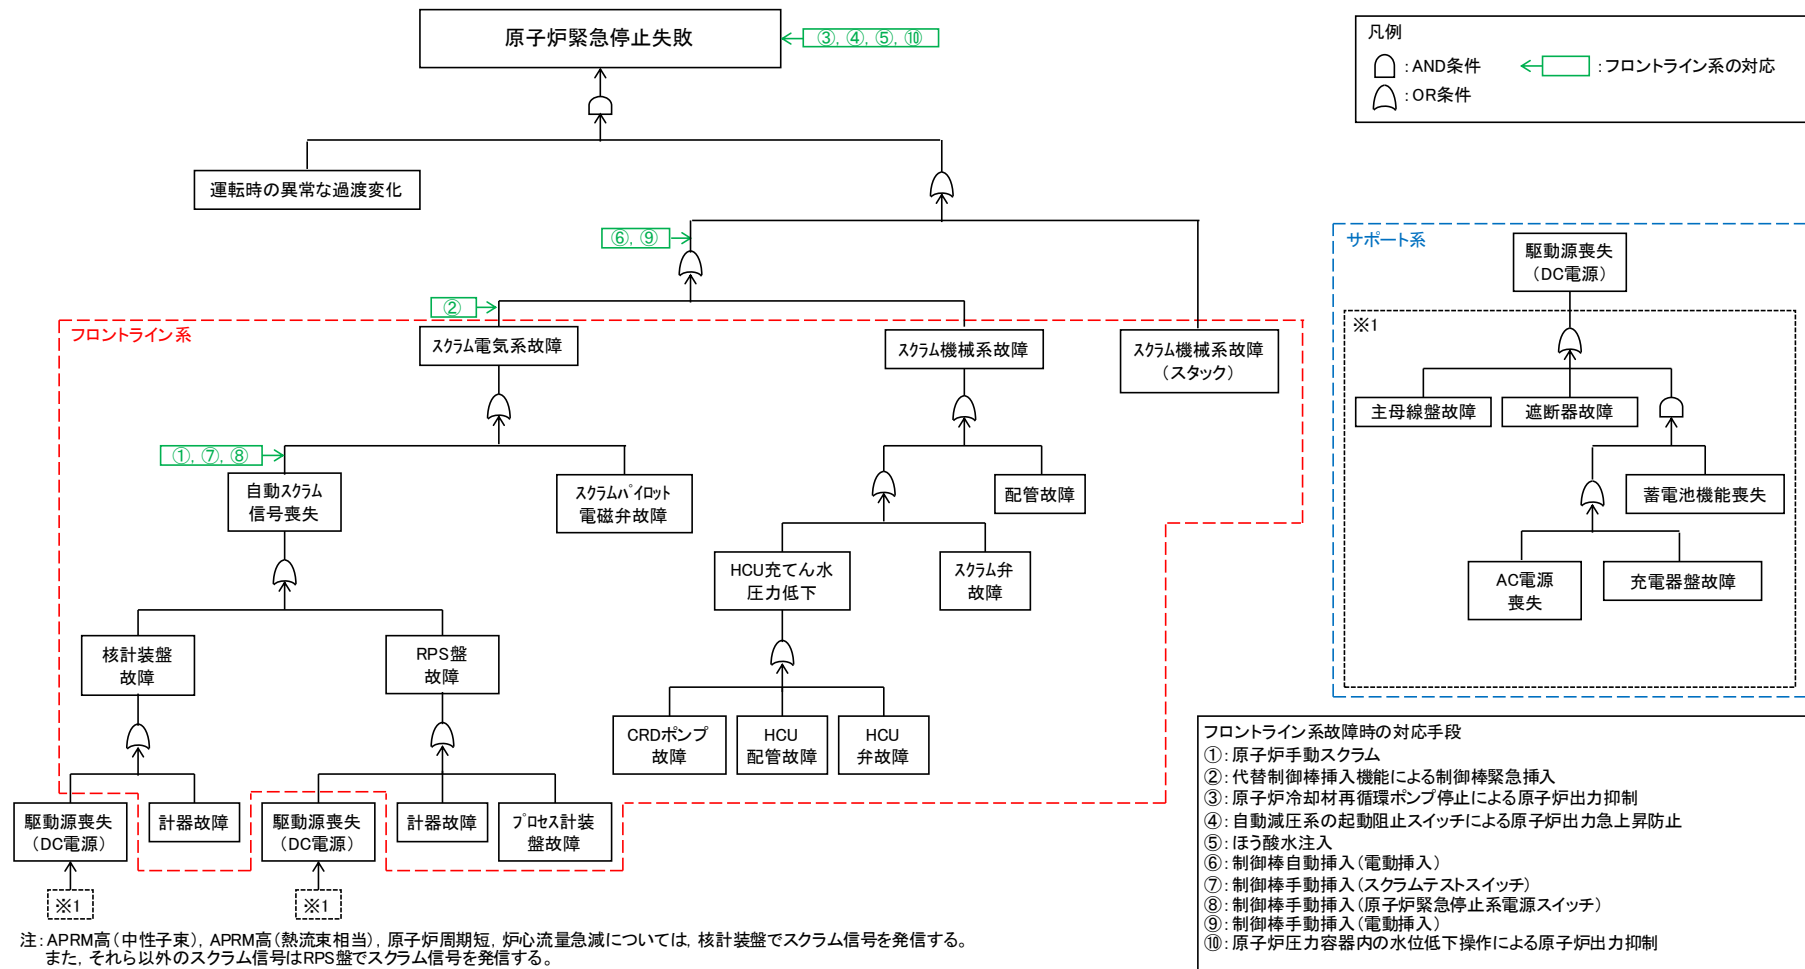 原子炉緊急停止失敗
③, ④, ⑤, ⑩
凡例
：AND条件
：フロントライン系の対応
：OR条件
運転時の異常な過渡変化
⑥, ⑨
②
フロントライン系
スクラム電気系故障
スクラム機械系故障
スクラム機械系故障
（スタック）
①, ⑦, ⑧
自動スクラム
信号喪失
スクラムパイロット
電磁弁故障
配管故障
HCU充てん水
圧力低下
スクラム弁
故障
核計装盤
故障
RPS盤
故障
CRDポンプ
故障
HCU
配管故障
HCU
弁故障
駆動源喪失
（DC電源）
計器故障
駆動源喪失
（DC電源）
計器故障
プロセス計装
盤故障
※1
※1
サポート系
駆動源喪失
（DC電源）
※1
主母線盤故障
遮断器故障
蓄電池機能喪失
AC電源
喪失
充電器盤故障
フロントライン系故障時の対応手段
①：原子炉手動スクラム
②：代替制御棒挿入機能による制御棒緊急挿入
③：原子炉冷却材再循環ポンプ停止による原子炉出力抑制
④：自動減圧系の起動阻止スイッチによる原子炉出力急上昇防止
⑤：ほう酸水注入
⑥：制御棒自動挿入（電動挿入）
⑦：制御棒手動挿入（スクラムテストスイッチ）
⑧：制御棒手動挿入（原子炉緊急停止系電源スイッチ）
⑨：制御棒手動挿入（電動挿入）
⑩：原子炉圧力容器内の水位低下操作による原子炉出力抑制
注：APRM高（中性子束）, APRM高（熱流束相当）, 原子炉周期短, 炉心流量急減については, 核計装盤でスクラム信号を発信する。
また, それら以外のスクラム信号はRPS盤でスクラム信号を発信する。